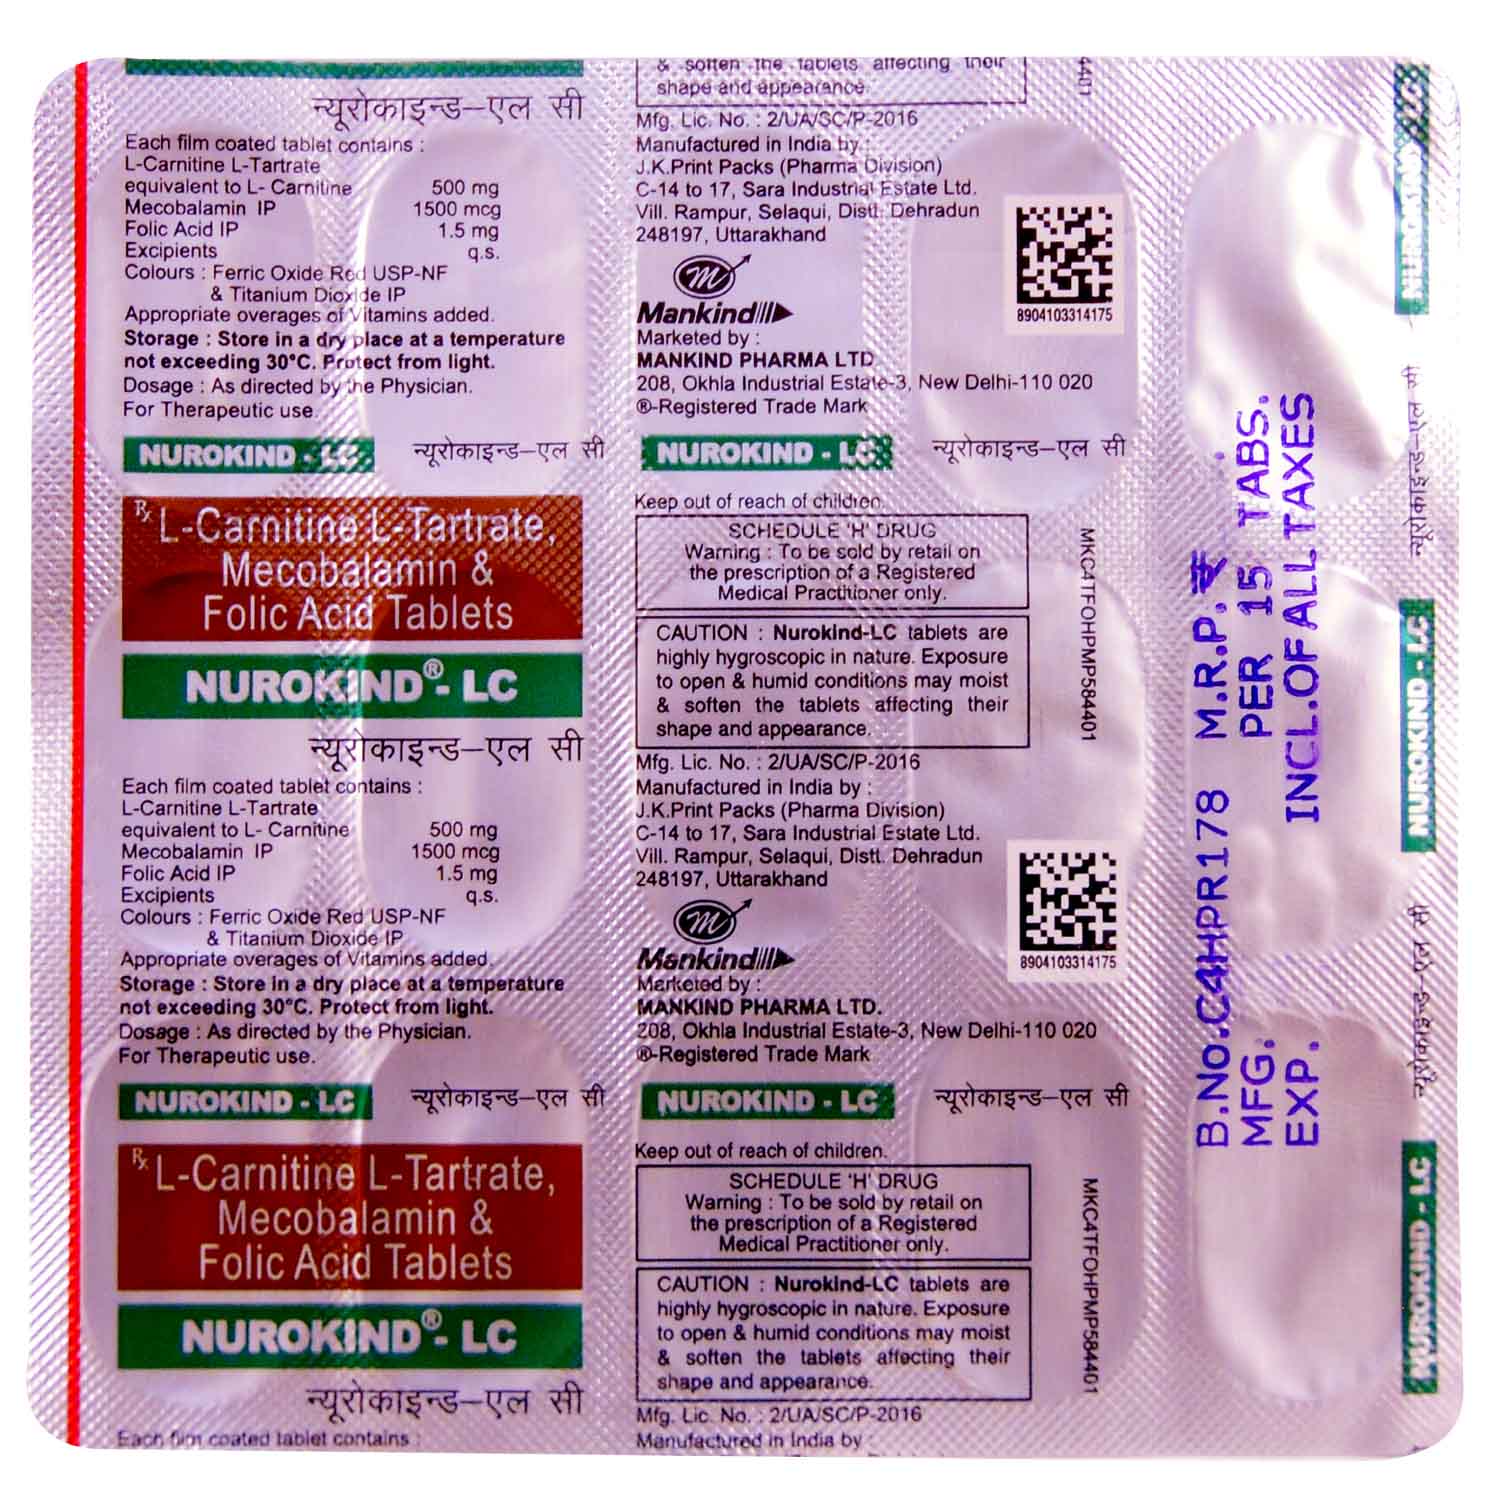 न्यूरोकाइन्ड–एल सी
Each film coated tablet contains :
L-Carnitine L-Tartrate
equivalent to L- Carnitine 500 mg
Mecobalamin IP 1500 mcg
Folic Acid IP 1.5 mg
Excipients q.s.
Colours : Ferric Oxide Red USP-NF
& Titanium Dioxide IP
Appropriate overages of Vitamins added.
Storage : Store in a dry place at a temperature
not exceeding 30°C. Protect from light.
Dosage : As directed by the Physician.
For Therapeutic use.
NUROKIND - LC न्यूरोकाइन्ड–एल सी
Rx L-Carnitine L-Tartrate,
Mecobalamin &
Folic Acid Tablets
NUROKIND®- LC
न्यूरोकाइन्ड–एल सी
Each film coated tablet contains :
L-Carnitine L-Tartrate
equivalent to L- Carnitine 500 mg
Mecobalamin IP 1500 mcg
Folic Acid IP 1.5 mg
Excipients q.s.
Colours : Ferric Oxide Red USP-NF
& Titanium Dioxide IP
Appropriate overages of Vitamins added.
Storage : Store in a dry place at a temperature
not exceeding 30°C. Protect from light.
Dosage : As directed by the Physician.
For Therapeutic use.
NUROKIND - LC न्यूरोकाइन्ड–एल सी
Rx L-Carnitine L-Tartrate,
Mecobalamin &
Folic Acid Tablets
NUROKIND®- LC
न्यूरोकाइन्ड–एल सी
Each film coated tablet contains :
& soften the tablets affecting their
shape and appearance.
Mfg. Lic. No. : 2/UA/SC/P-2016
Manufactured in India by :
J.K.Print Packs (Pharma Division)
C-14 to 17, Sara Industrial Estate Ltd.
Vill. Rampur, Selaqui, Distt. Dehradun
248197, Uttarakhand
m
Mankind
8904103314175
Marketed by :
MANKIND PHARMA LTD
208, Okhla Industrial Estate-3, New Delhi-110 020
®-Registered Trade Mark
NUROKIND - LC न्यूरोकाइन्ड–एल सी
Keep out of reach of children.
SCHEDULE 'H' DRUG
Warning : To be sold by retail on
the prescription of a Registered
Medical Practitioner only.
CAUTION : Nurokind-LC tablets are
highly hygroscopic in nature. Exposure
to open & humid conditions may moist
& soften the tablets affecting their
shape and appearance.
Mfg. Lic. No. : 2/UA/SC/P-2016
Manufactured in India by :
J.K.Print Packs (Pharma Division)
C-14 to 17, Sara Industrial Estate Ltd.
Vill. Rampur, Selaqui, Distt. Dehradun
248197, Uttarakhand
m
Mankind
8904103314175
Marketed by :
MANKIND PHARMA LTD.
208, Okhla Industrial Estate-3, New Delhi-110 020
®-Registered Trade Mark
NUROKIND - LC न्यूरोकाइन्ड–एल सी
Keep out of reach of children.
SCHEDULE 'H' DRUG
Warning : To be sold by retail on
the prescription of a Registered
Medical Practitioner only.
CAUTION : Nurokind-LC tablets are
highly hygroscopic in nature. Exposure
to open & humid conditions may moist
& soften the tablets affecting their
shape and appearance.
Mfg. Lic. No. : 2/UA/SC/P-2016
Manufactured in India by :
4401
MKC4TFOHPMP584401
MKC4TFOHPMP584401
B.No.C4HPR178 M.R.P.₹
MFG. PER 15 TABS.
EXP. INCL.OF ALL TAXES
NUROKIND - LC
न्यूरोकाइन्ड–एल सी
NUROKIND - LC
न्यूरोकाइन्ड–एल सी
NUROKIND - LC